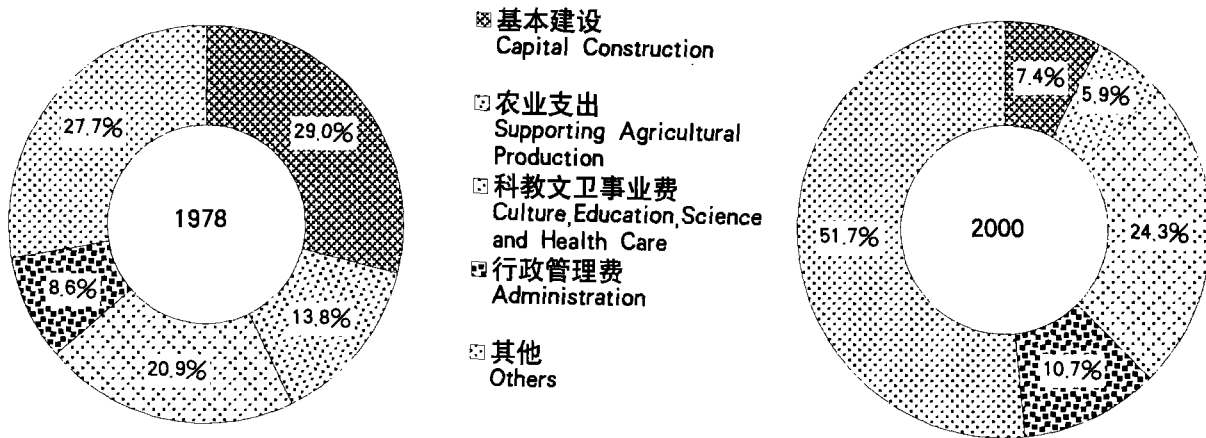 27.7%
29.0%
1978
8.6%
13.8%
20.9%
基本建设
Capital Construction
农业支出
Supporting Agricultural
Production
科教文卫事业费
Culture,Education,Science
and Health Care
行政管理费
Administration
其他
Others
7.4%
5.9%
51.7%
2000
24.3%
10.7%